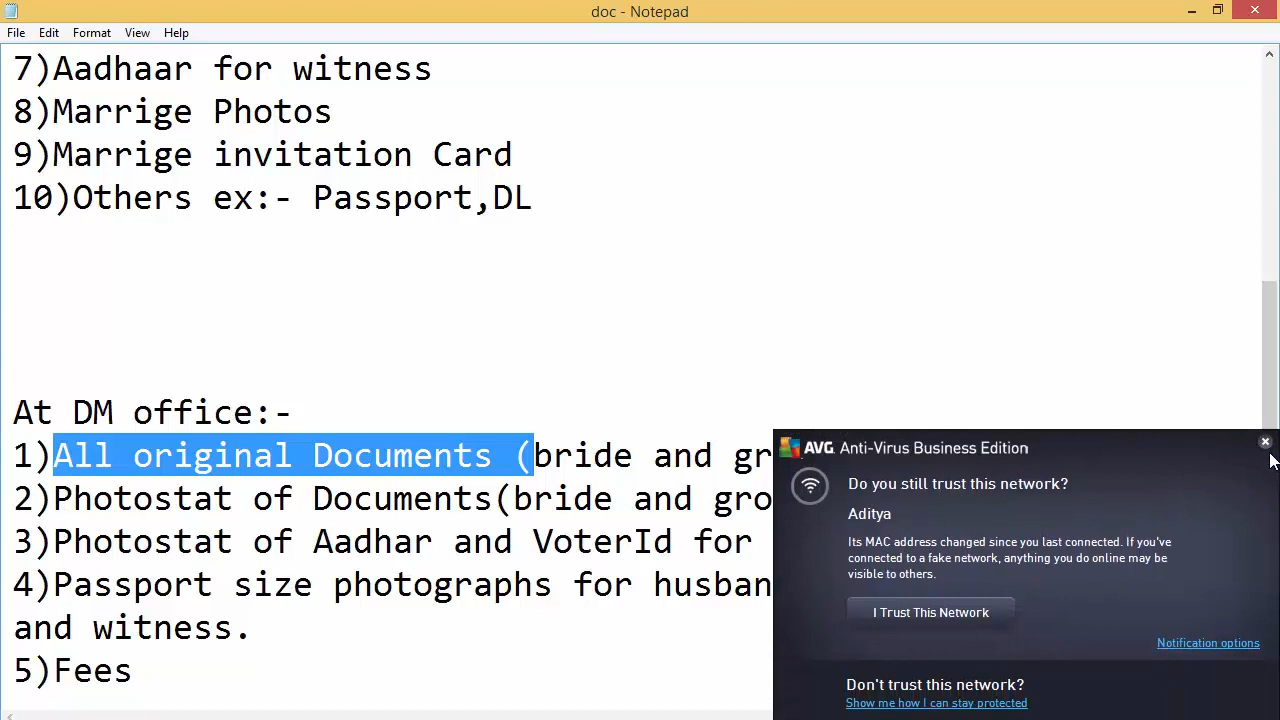 doc - Notepad
File Edit Format View Help
7)Aadhaar for witness
8)Marrige Photos
9)Marrige invitation Card
10)Others ex:- Passport,DL
At DM office:-
1)All original Documents (bride and gr
2)Photostat of Documents(bride and gro
3)Photostat of Aadhar and VoterId for
4)Passport size photographs for husban
and witness.
5)Fees
AVG. Anti-Virus Business Edition
Do you still trust this network?
Aditya
Its MAC address changed since you last connected. If you've
connected to a fake network, anything you do online may be
visible to others.
I Trust This Network
Notification options
Don't trust this network?
Show me how I can stay protected